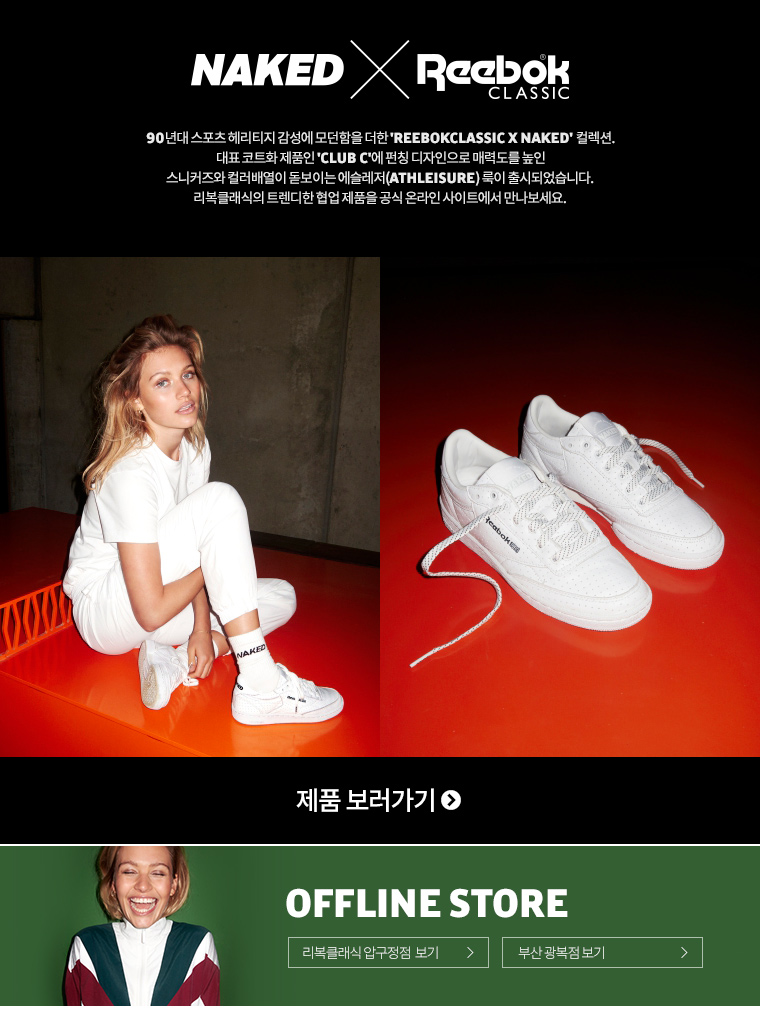 NAKED X Reebok
CLASSIC
90년대 스포츠 헤리티지 감성에 모던함을 더한 'REEBOKCLASSIC X NAKED' 컬렉션.
대표 코트화 제품인 'CLUB C'에 펀칭 디자인으로 매력도를 높인
스니커즈와 컬러배열이 돋보이는 에슬레저(ATHLEISURE) 룩이 출시되었습니다.
리복클래식의 트렌디한 협업 제품을 공식 온라인 사이트에서 만나보세요.
NAKED
Reebok
제품 보러가기
OFFLINE STORE
리복클래식 압구정점 보기
부산 광복점 보기